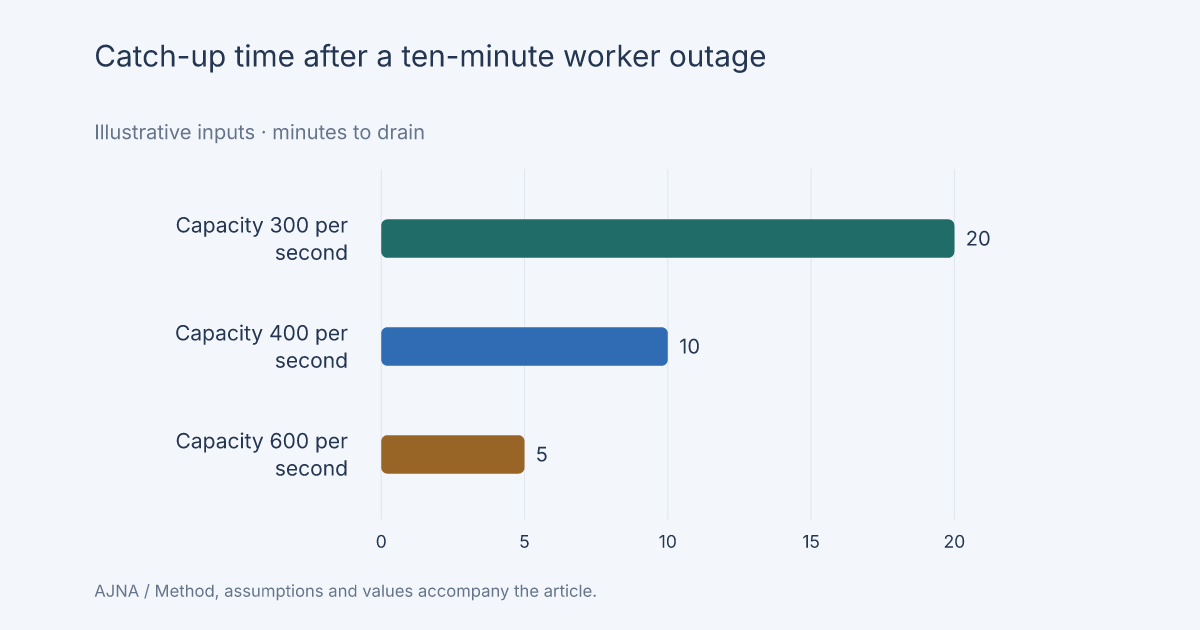 Catch-up time after a ten-minute worker outage
Illustrative inputs · minutes to drain
Capacity 300 per
second
20
Capacity 400 per
second
10
Capacity 600 per
second
5
0 5 10 15 20
AJNA / Method, assumptions and values accompany the article.